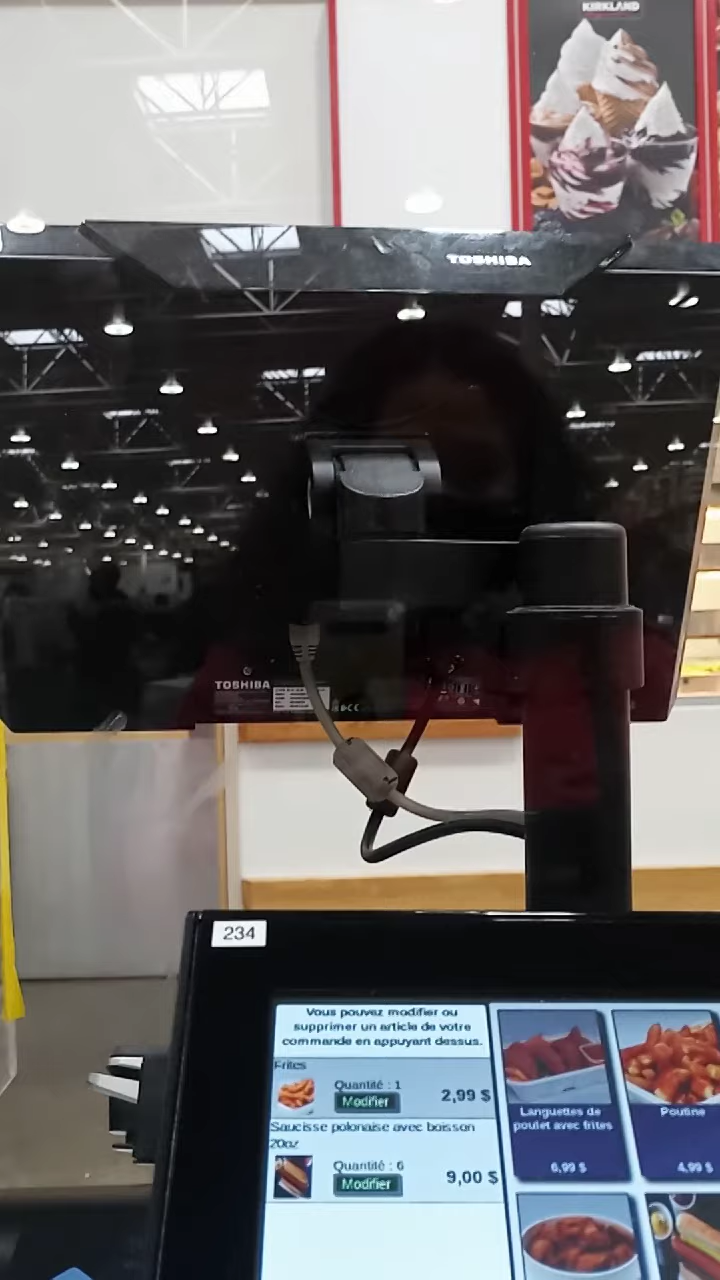 KIRKLAND
TOSHIBA
TOSHIBA
234
Vous pouvez modifier ou
supprimer un article de votre
commande en appuyant dessus.
Frites
Quantité : 1
Modifier
2,99 $
Saucisse polonaise avec boisson
20oz
Quantité : 6
Modifier
9,00 $
Languettes de
poulet avec frites
6,99 $
Poutine
4,99 $